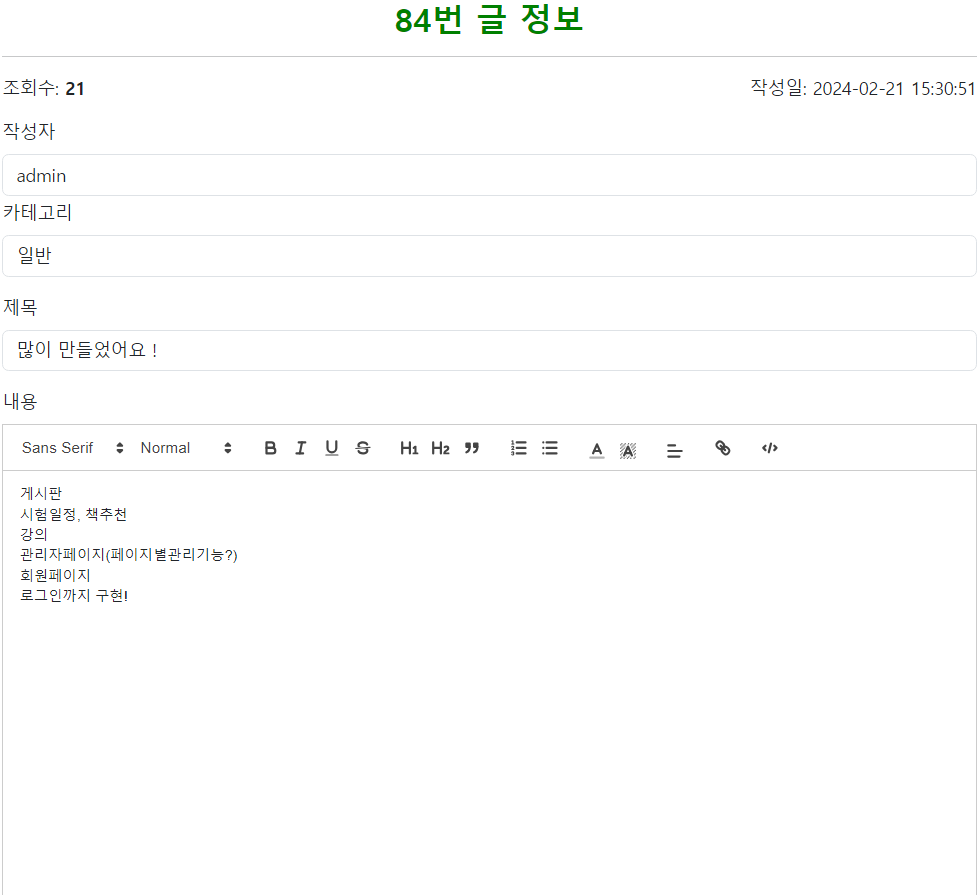 84번 글 정보
조회수: 21
작성일: 2024-02-21 15:30:51
작성자
admin
카테고리
일반
제목
많이 만들었어요 !
내용
Sans Serif Normal B I U S H1 H2 ” A A </>
게시판
시험일정, 책추천
강의
관리자페이지(페이지별관리기능?)
회원페이지
로그인까지 구현!